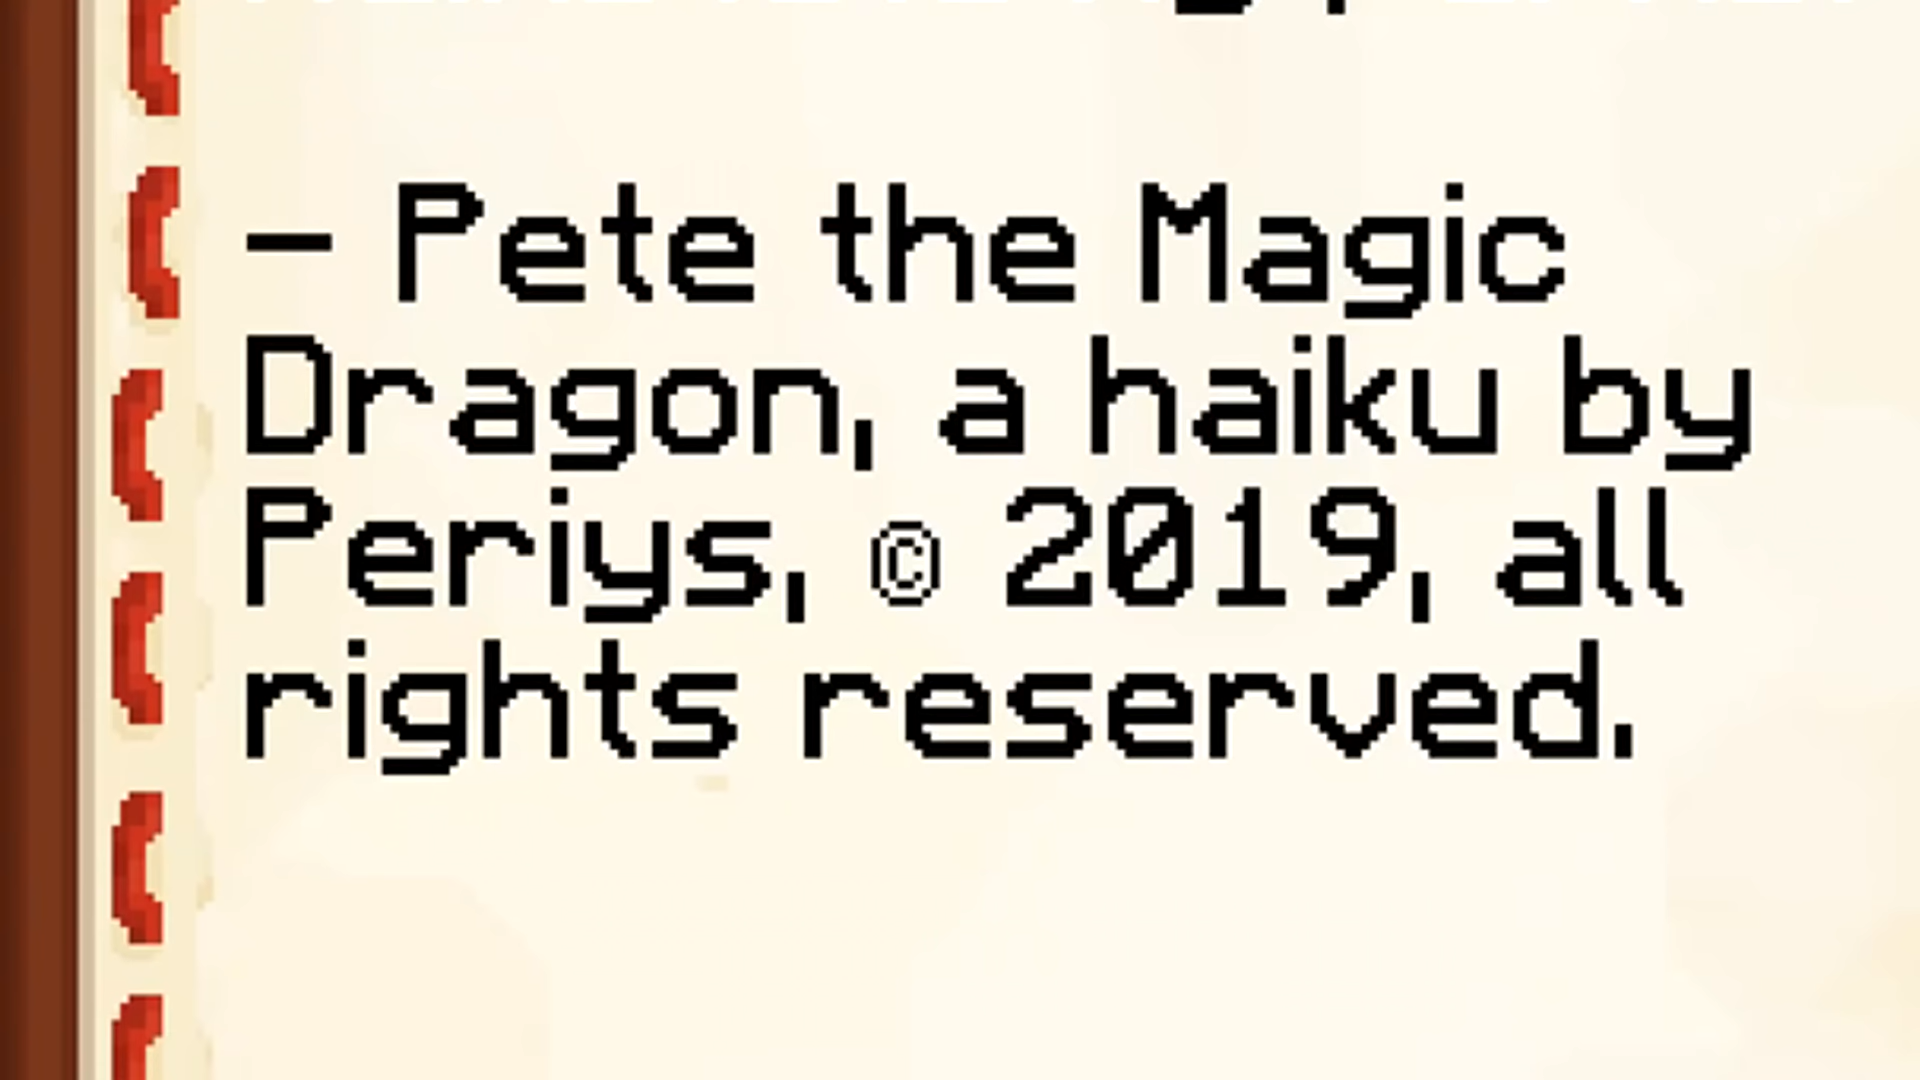 – Pete the Magic
Dragon, a haiku by
Periys, © 2019, all
rights reserved.